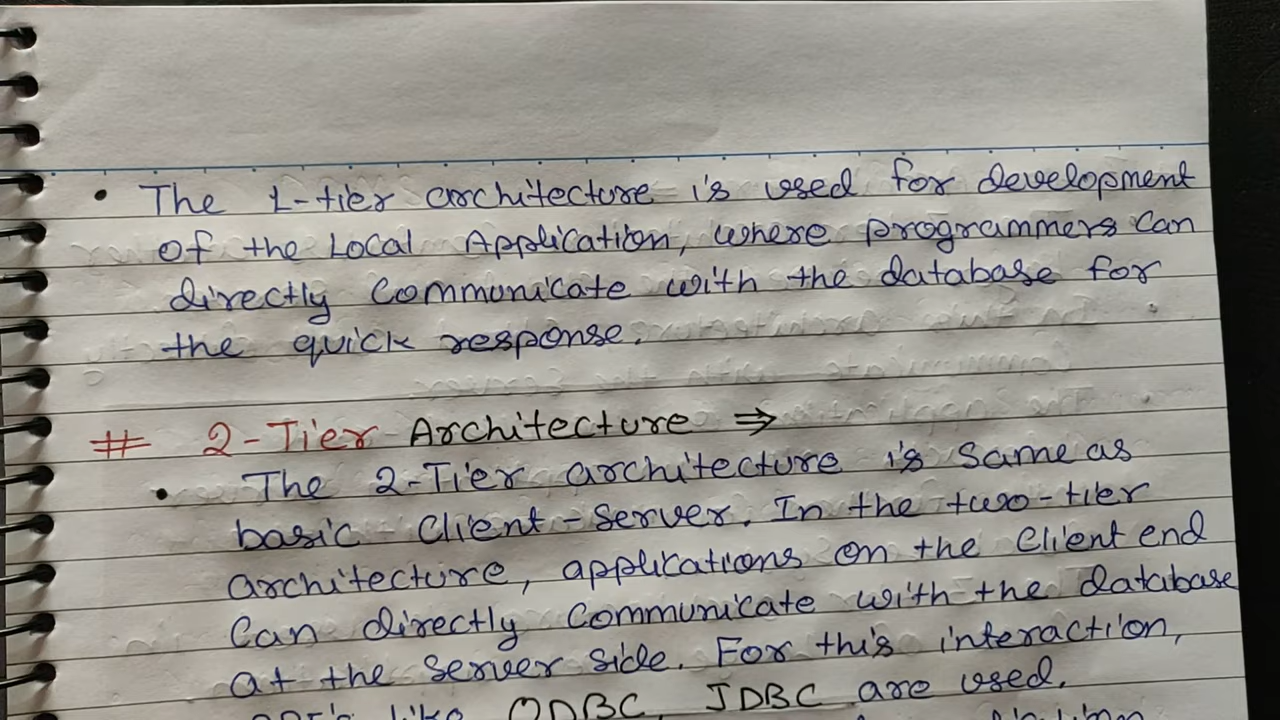 • The 1-tier architecture is used for development
of the Local Application, where programmers can
directly communicate with the database for
the quick response.
# 2-Tier Architecture ⇒
• The 2-Tier architecture is same as
basic client-server. In the two-tier
architecture, applications on the client end
can directly communicate with the database
at the server side. For this interaction,
like ODBC, JDBC are used.